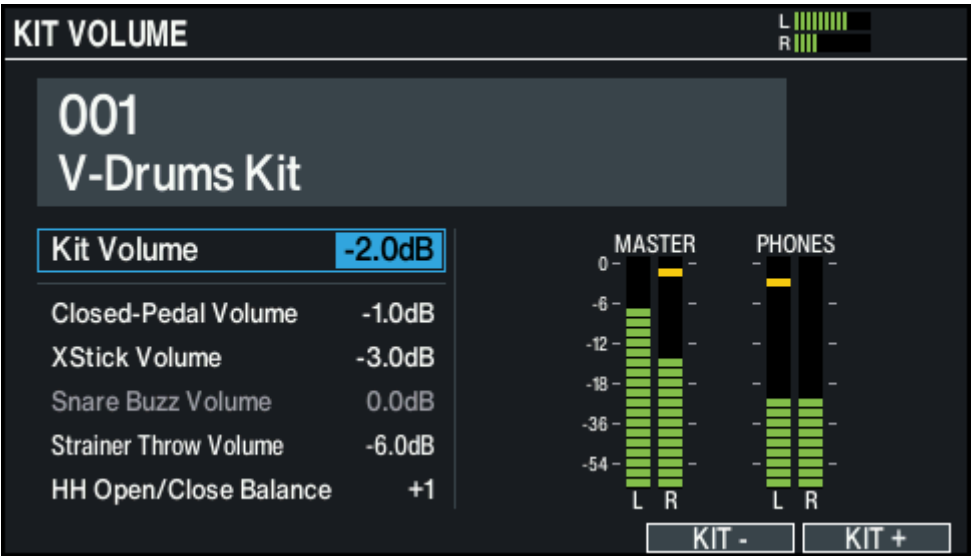 KIT VOLUME
L
R
001
V-Drums Kit
Kit Volume -2.0dB
Closed-Pedal Volume -1.0dB
XStick Volume -3.0dB
Snare Buzz Volume 0.0dB
Strainer Throw Volume -6.0dB
HH Open/Close Balance +1
MASTER PHONES
0
-6
-12
-18
-36
-54
L R L R
KIT - KIT +